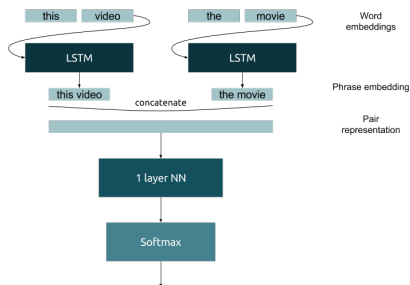 this video the movie Word
embeddings
LSTM LSTM
Phrase embedding
this video the movie
concatenate
Pair
representation
1 layer NN
Softmax